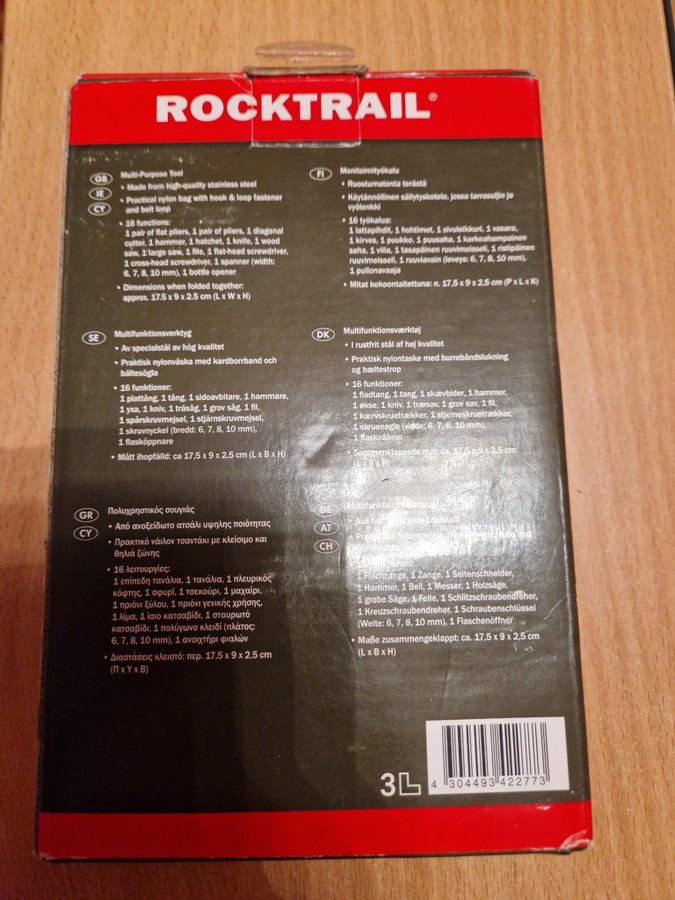 ROCKTRAIL®
GB
IE
CY
Multi-Purpose Tool
• Made from high-quality stainless steel
• Practical nylon bag with hook & loop fastener
and belt loop
• 16 functions:
1 pair of flat pliers, 1 pair of pliers, 1 diagonal
cutter, 1 hammer, 1 hatchet, 1 knife, 1 wood
saw, 1 large saw, 1 file, 1 flat-head screwdriver,
1 cross-head screwdriver, 1 spanner (width:
6, 7, 8, 10 mm), 1 bottle opener
• Dimensions when folded together:
approx. 17.5 x 9 x 2.5 cm (L x W x H)
FI
Monitoimityökalu
• Ruostumatonta terästä
• Käytännöllinen säilytyskotelo, jossa tarrasuljin ja
vyölenkki
• 16 työkalua:
1 lattapihdit, 1 hohtimet, 1 sivuleikkuri, 1 vasara,
1 kirves, 1 puukko, 1 puusaha, 1 karkeahampainen
saha, 1 viila, 1 tasapäinen ruuvimeisseli, 1 ristipäinen
ruuvimeisseli, 1 ruuviavain (leveys: 6, 7, 8, 10 mm),
1 pullonavaaja
• Mitat kokoontaitettuna: n. 17,5 x 9 x 2,5 cm (P x L x K)
SE
Multifunktionsverktyg
• Av specialstål av hög kvalitet
• Praktisk nylonväska med kardborrband och
bältesögla
• 16 funktioner:
1 plattång, 1 tång, 1 sidoavbitare, 1 hammare,
1 yxa, 1 kniv, 1 träsåg, 1 grov såg, 1 fil,
1 spårskruvmejsel, 1 stjärnskruvmejsel,
1 skruvnyckel (bredd: 6, 7, 8, 10 mm),
1 flasköppnare
• Mått ihopfälld: ca 17,5 x 9 x 2,5 cm (L x B x H)
DK
Multifunktionsværktøj
• I rustfrit stål af høj kvalitet
• Praktisk nylontaske med burrebåndslukning
og bæltestrop
• 16 funktioner:
1 fladtang, 1 tang, 1 skævbider, 1 hammer,
1 økse, 1 kniv, 1 træsav, 1 grov sav, 1 fil,
1 kærvskruetrækker, 1 stjerneskruetrækker,
1 skruenøgle (vidde: 6, 7, 8, 10 mm),
1 flaskeåbner
• Sammenklappede mål: ca. 17,5 x 9 x 2,5 cm
(L x B x H)
GR
CY
Πολυχρηστικός σουγιάς
• Από ανοξείδωτο ατσάλι υψηλης ποιότητας
• Πρακτικό νάιλον τσαντάκι με κλείσιμο και
θηλιά ζώνης
• 16 λειτουργίες:
1 επίπεδη τανάλια, 1 τανάλια, 1 πλευρικός
κόφτης, 1 σφυρί, 1 τσεκούρι, 1 μαχαίρι,
1 πριόνι ξύλου, 1 πριόνι γενικής χρήσης,
1 λίμα, 1 ίσιο κατσαβίδι, 1 σταυρωτό
κατσαβίδι, 1 πολύγωνο κλειδί (πλάτος:
6, 7, 8, 10 mm), 1 ανοιχτήρι φιαλών
• Διαστάσεις κλειστό: περ. 17,5 x 9 x 2,5 cm
(Π x Υ x Β)
DE
AT
CH
Multifunktionswerkzeug
• Aus
1 Flachzange, 1 Zange, 1 Seitenschneider,
1 Hammer, 1 Beil, 1 Messer, 1 Holzsäge,
1 grobe Säge, 1 Feile, 1 Schlitzschraubendreher,
1 Kreuzschraubendreher, 1 Schraubenschlüssel
(Weite: 6, 7, 8, 10 mm), 1 Flaschenöffner
• Maße zusammengeklappt: ca. 17,5 x 9 x 2,5 cm
(L x B x H)
3L
4 304493 422773